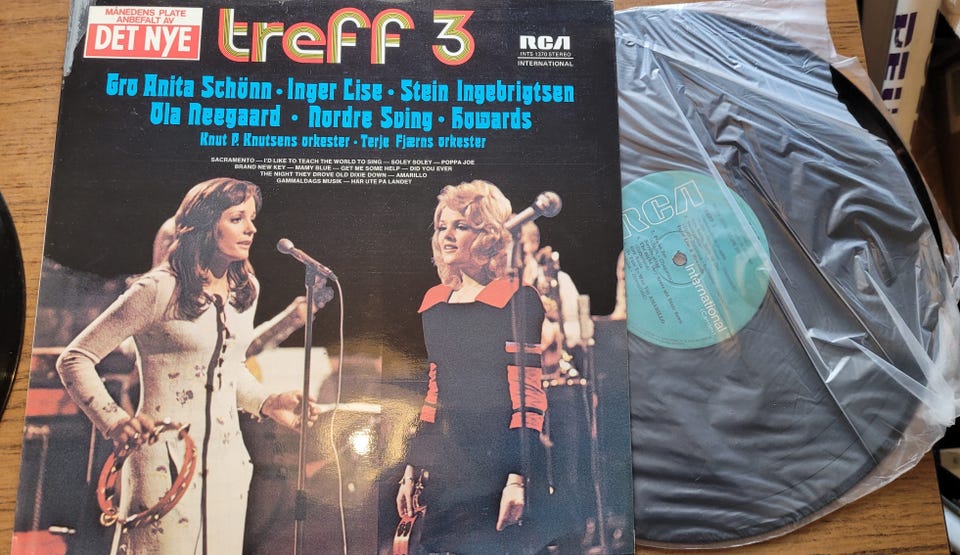 MÅNEDENS PLATE
ANBEFALT AV
DET NYE
treff 3
RCA
INTS 1370 STEREO
INTERNATIONAL
Gro Anita Schönn • Inger Lise • Stein Ingebrigtsen
Ola Neegaard • Nordre Sving • Howards
Knut P. Knutsens orkester • Terje Fjærns orkester
SACRAMENTO — I'D LIKE TO TEACH THE WORLD TO SING — SOLEY SOLEY — POPPA JOE
BRAND NEW KEY — MAMY BLUE — GET ME SOME HELP — DID YOU EVER
THE NIGHT THEY DROVE OLD DIXIE DOWN — AMARILLO
GAMMALDAGS MUSIK — HÄR UTE PÅ LANDET
RCA
International
(Camden)